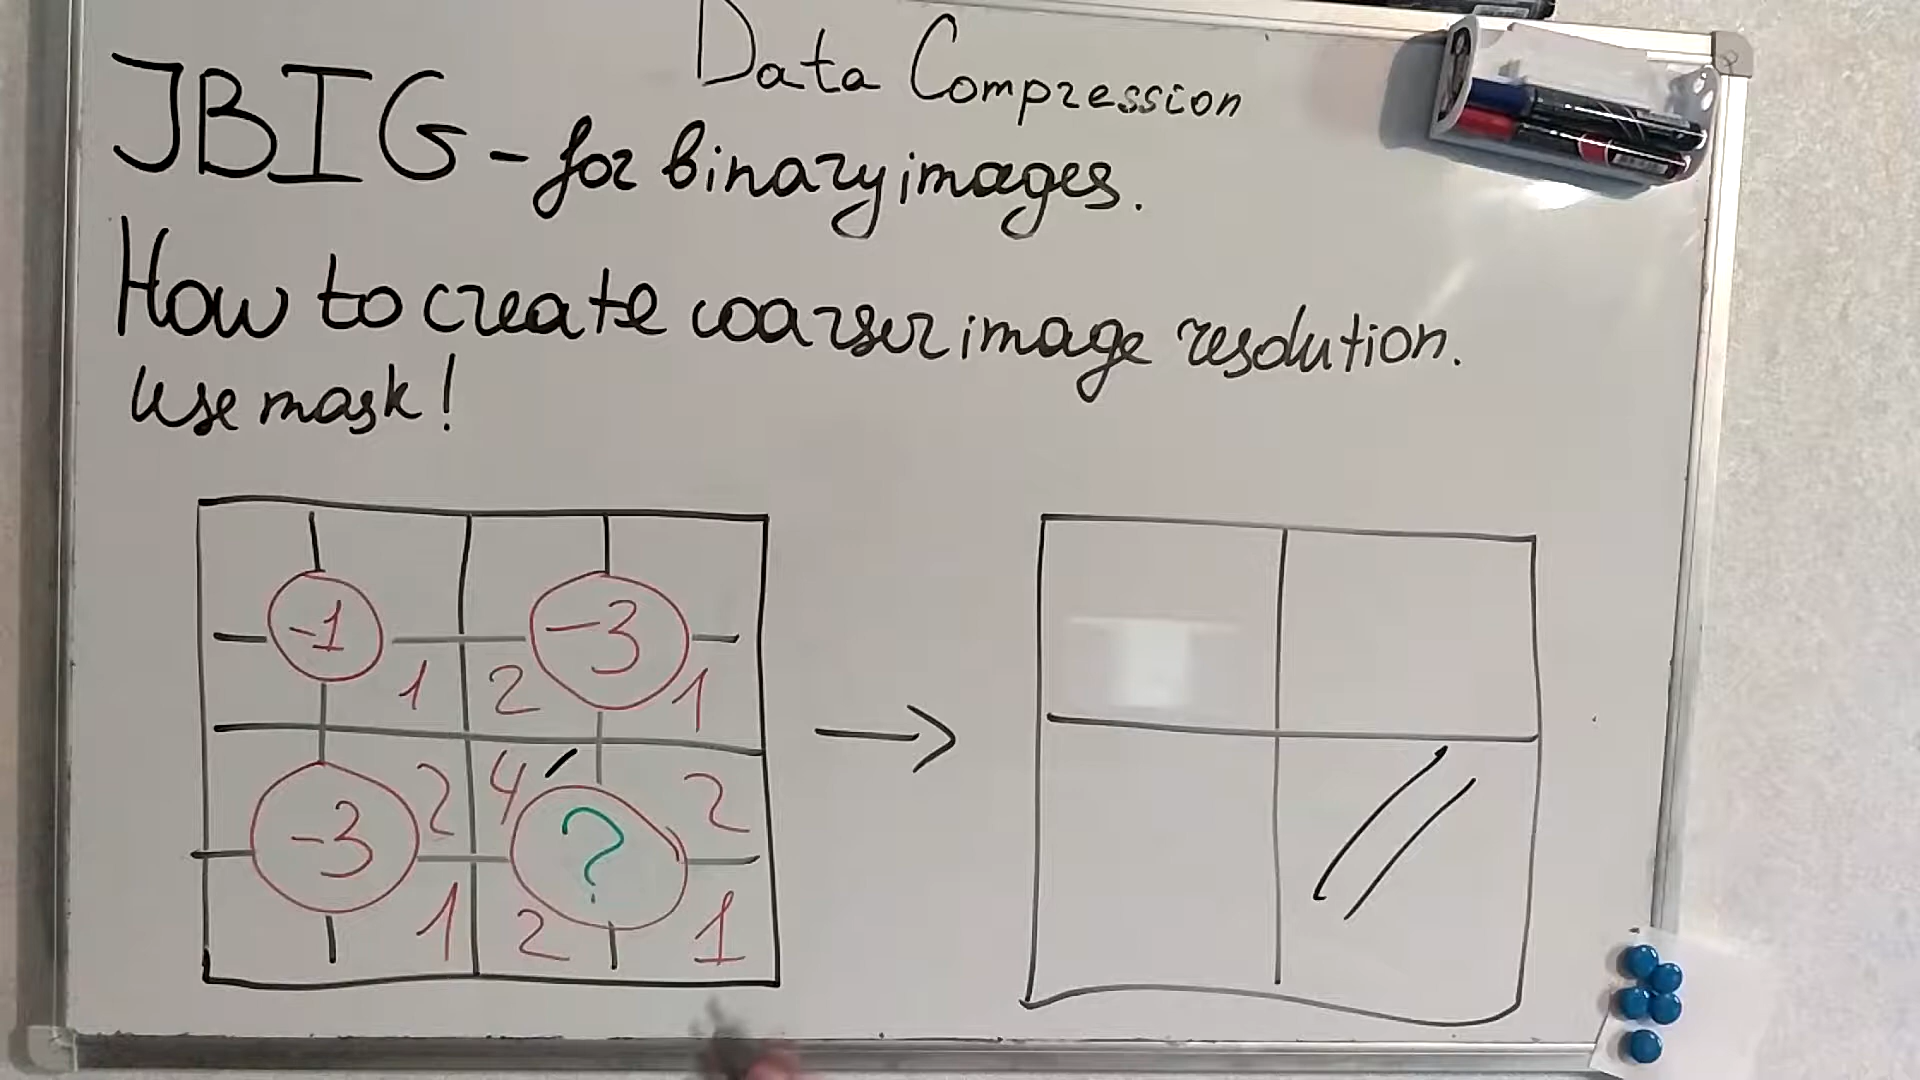 Data Compression
JBIG - for binary images.
How to create coarser image resolution.
Use mask!
-1 -3
1 2 1
2 4 2
-3 ?
1 2 1